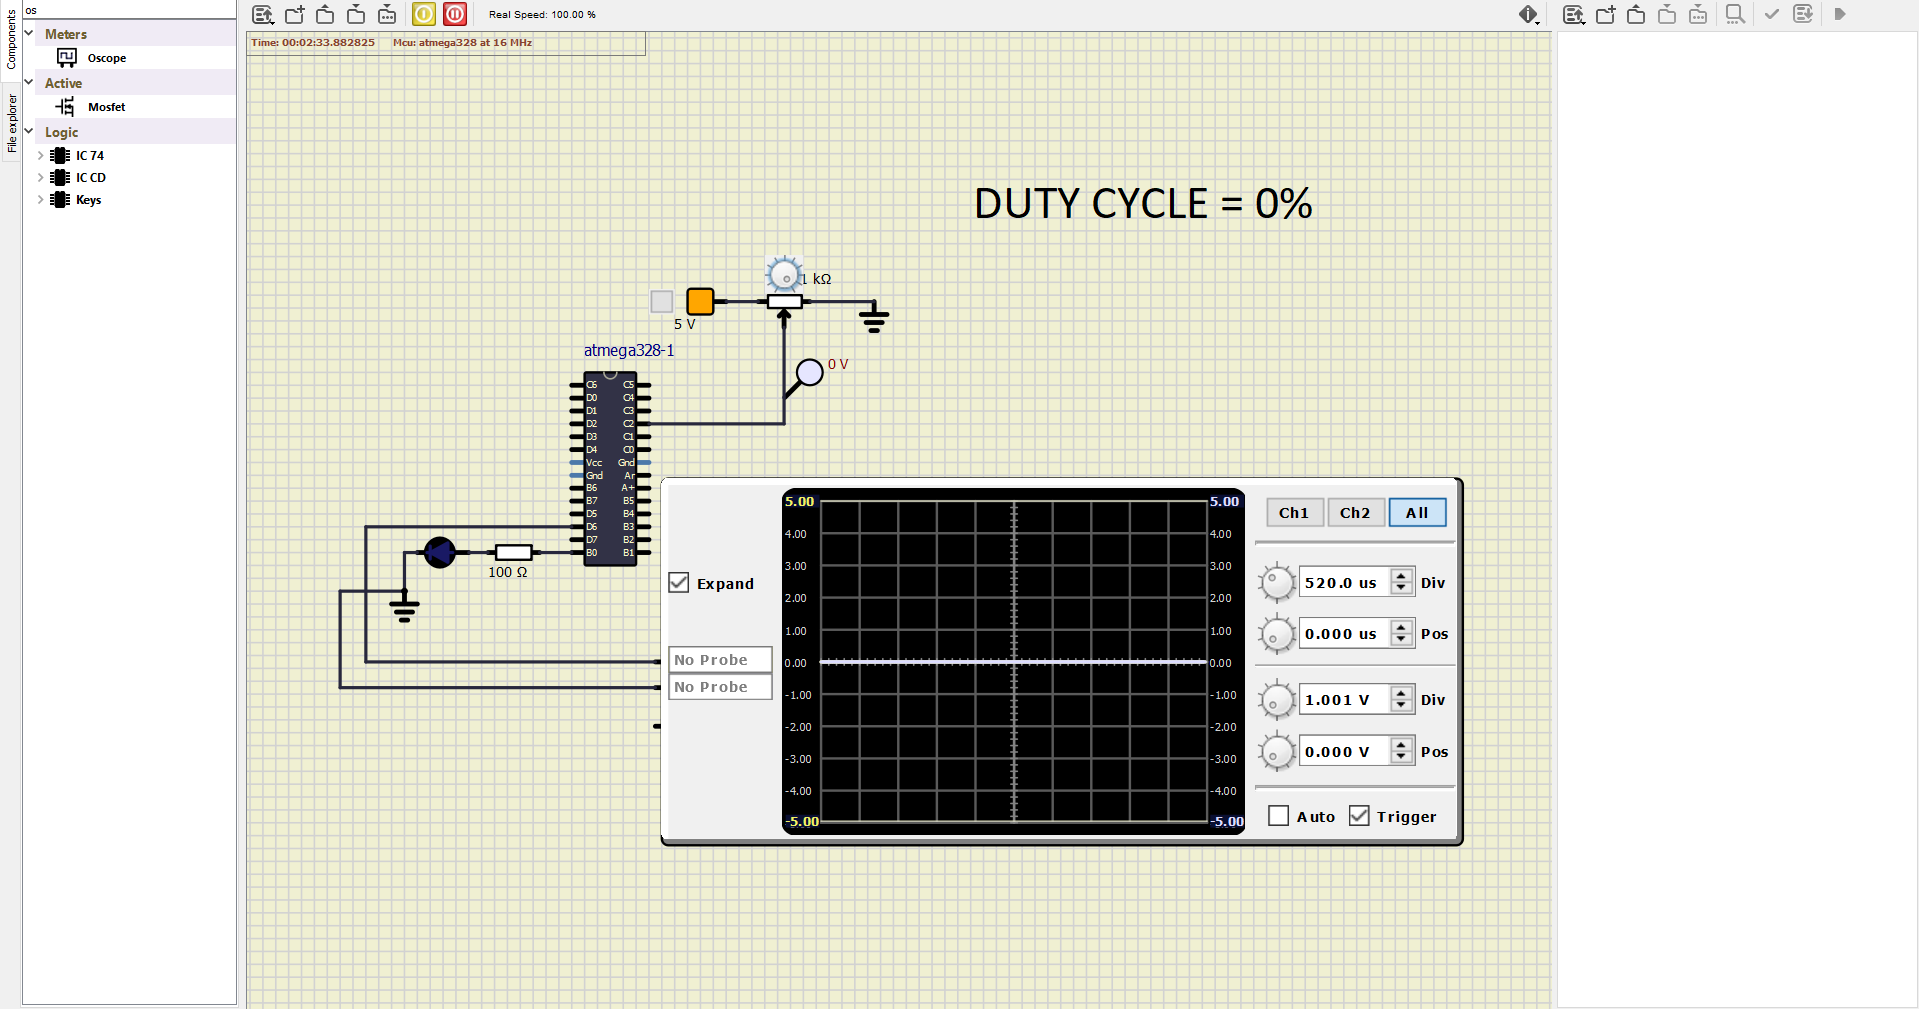 os
Components
File explorer
Meters
Oscope
Active
Mosfet
Logic
IC 74
IC CD
Keys
Real Speed: 100.00 %
Time: 00:02:33.882825 Mcu: atmega328 at 16 MHz
DUTY CYCLE = 0%
1 kΩ
5 V
0 V
atmega328-1
C6 C5
D0 C4
D1 C3
D2 C2
D3 C1
D4 C0
Vcc Gnd
Gnd Ar
B6 A+
B7 B5
D5 B4
D6 B3
D7 B2
B0 B1
100 Ω
Expand
No Probe
No Probe
5.00 5.00
4.00 4.00
3.00 3.00
2.00 2.00
1.00 1.00
0.00 0.00
-1.00 -1.00
-2.00 -2.00
-3.00 -3.00
-4.00 -4.00
-5.00 -5.00
Ch1 Ch2 All
520.0 us Div
0.000 us Pos
1.001 V Div
0.000 V Pos
Auto Trigger